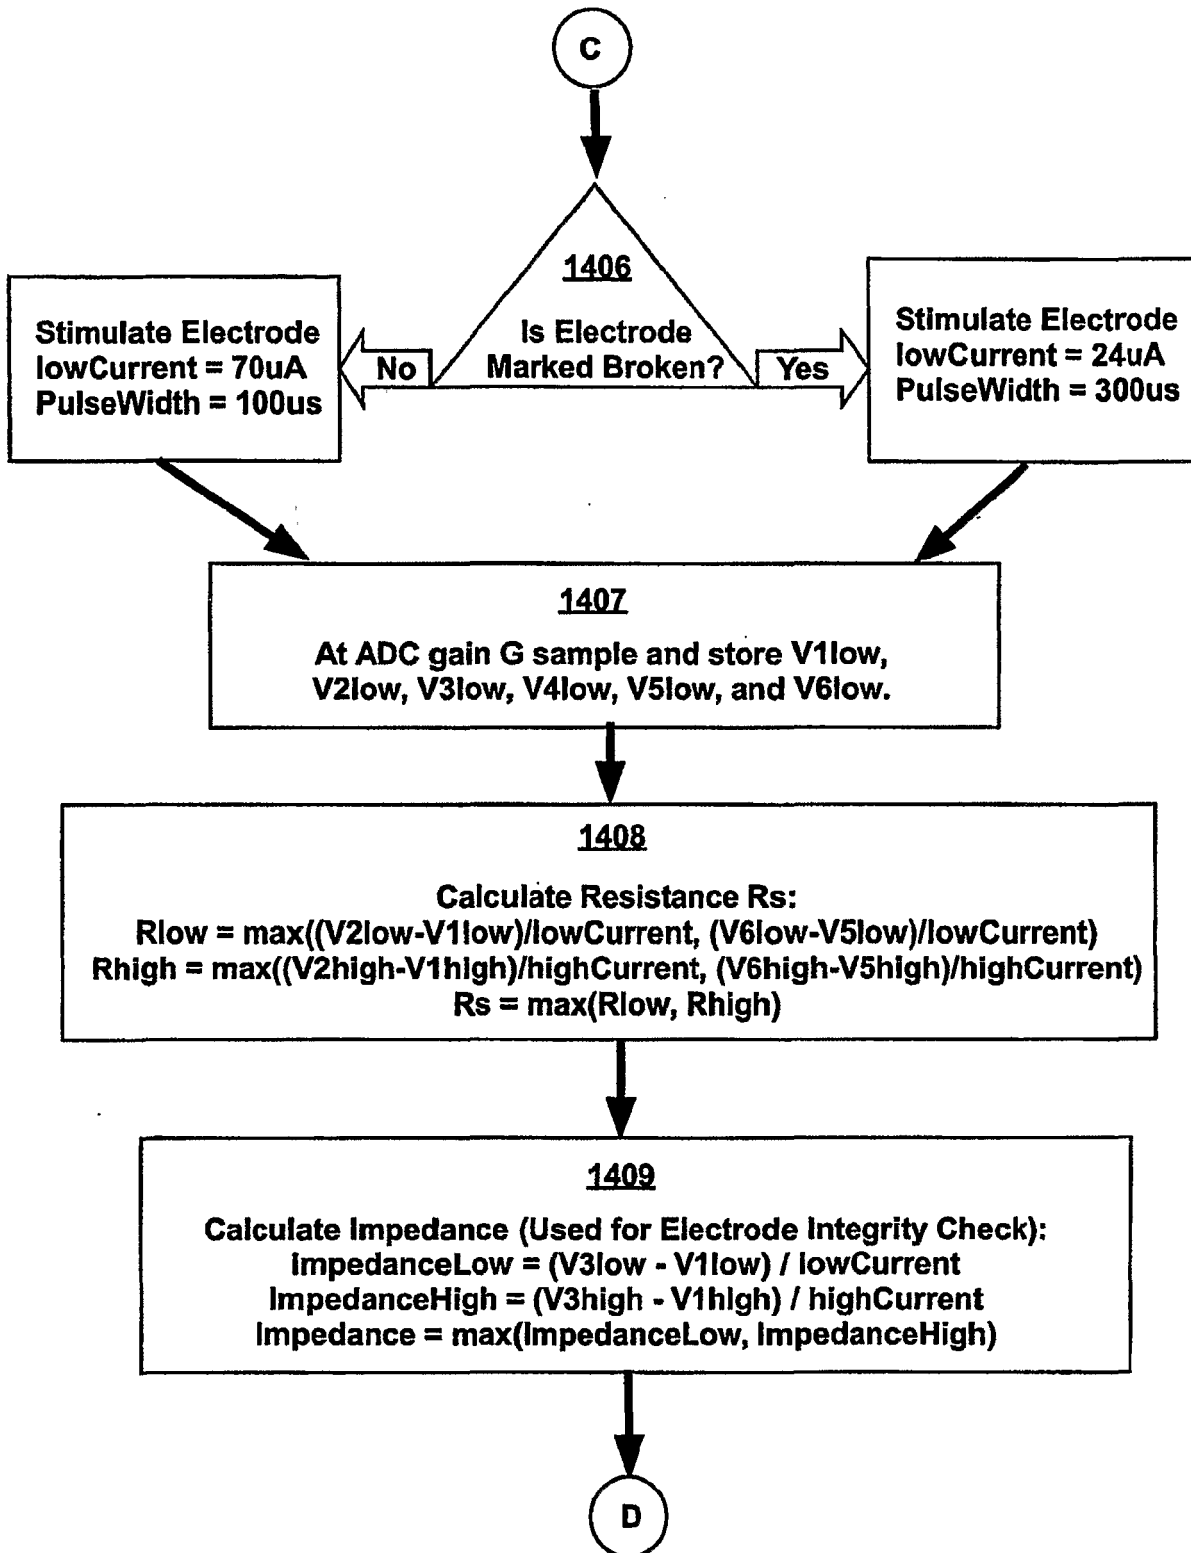 C
1406
Is Electrode
Marked Broken?
No
Yes
Stimulate Electrode
lowCurrent = 70uA
PulseWidth = 100us
Stimulate Electrode
lowCurrent = 24uA
PulseWidth = 300us
1407
At ADC gain G sample and store V1low,
V2low, V3low, V4low, V5low, and V6low.
1408
Calculate Resistance Rs:
Rlow = max((V2low-V1low)/lowCurrent, (V6low-V5low)/lowCurrent)
Rhigh = max((V2high-V1high)/highCurrent, (V6high-V5high)/highCurrent)
Rs = max(Rlow, Rhigh)
1409
Calculate Impedance (Used for Electrode Integrity Check):
ImpedanceLow = (V3low - V1low) / lowCurrent
ImpedanceHigh = (V3high - V1high) / highCurrent
Impedance = max(ImpedanceLow, ImpedanceHigh)
D